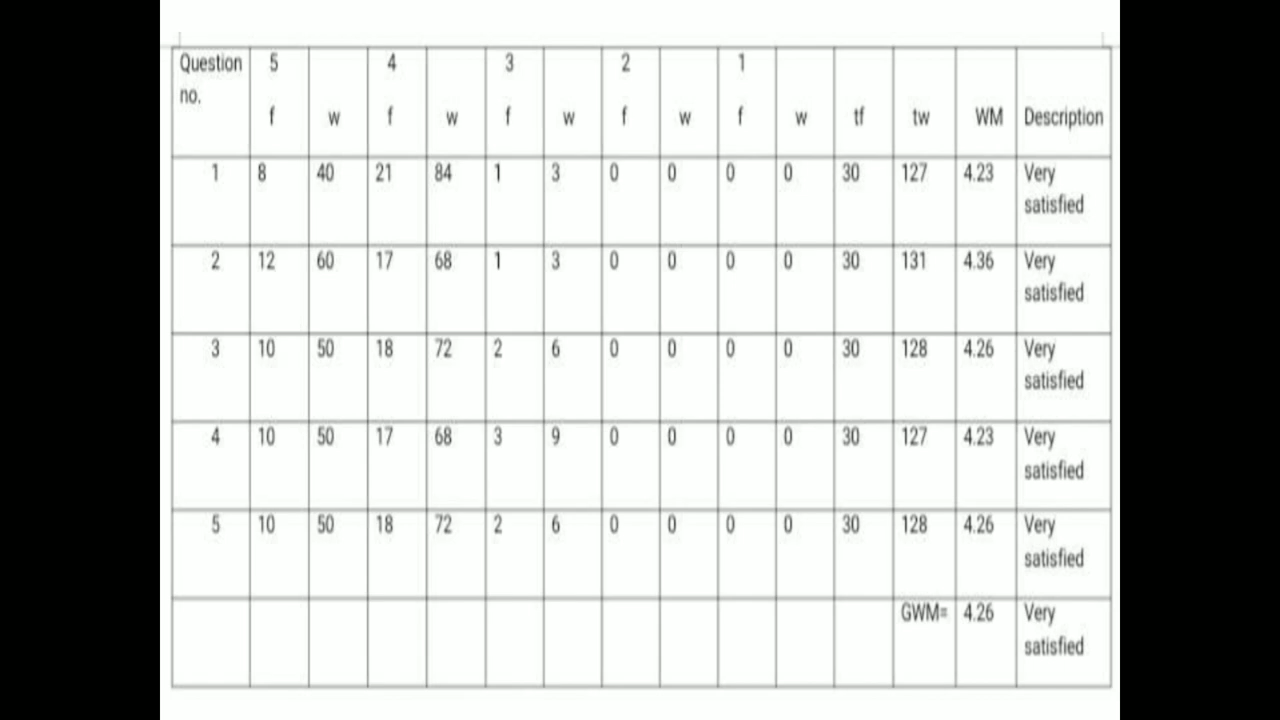 Question 5 4 3 2 1
no.
f w f w f w f w f w tf tw WM Description
1 8 40 21 84 1 3 0 0 0 0 30 127 4.23 Very
satisfied
2 12 60 17 68 1 3 0 0 0 0 30 131 4.36 Very
satisfied
3 10 50 18 72 2 6 0 0 0 0 30 128 4.26 Very
satisfied
4 10 50 17 68 3 9 0 0 0 0 30 127 4.23 Very
satisfied
5 10 50 18 72 2 6 0 0 0 0 30 128 4.26 Very
satisfied
GWM= 4.26 Very
satisfied